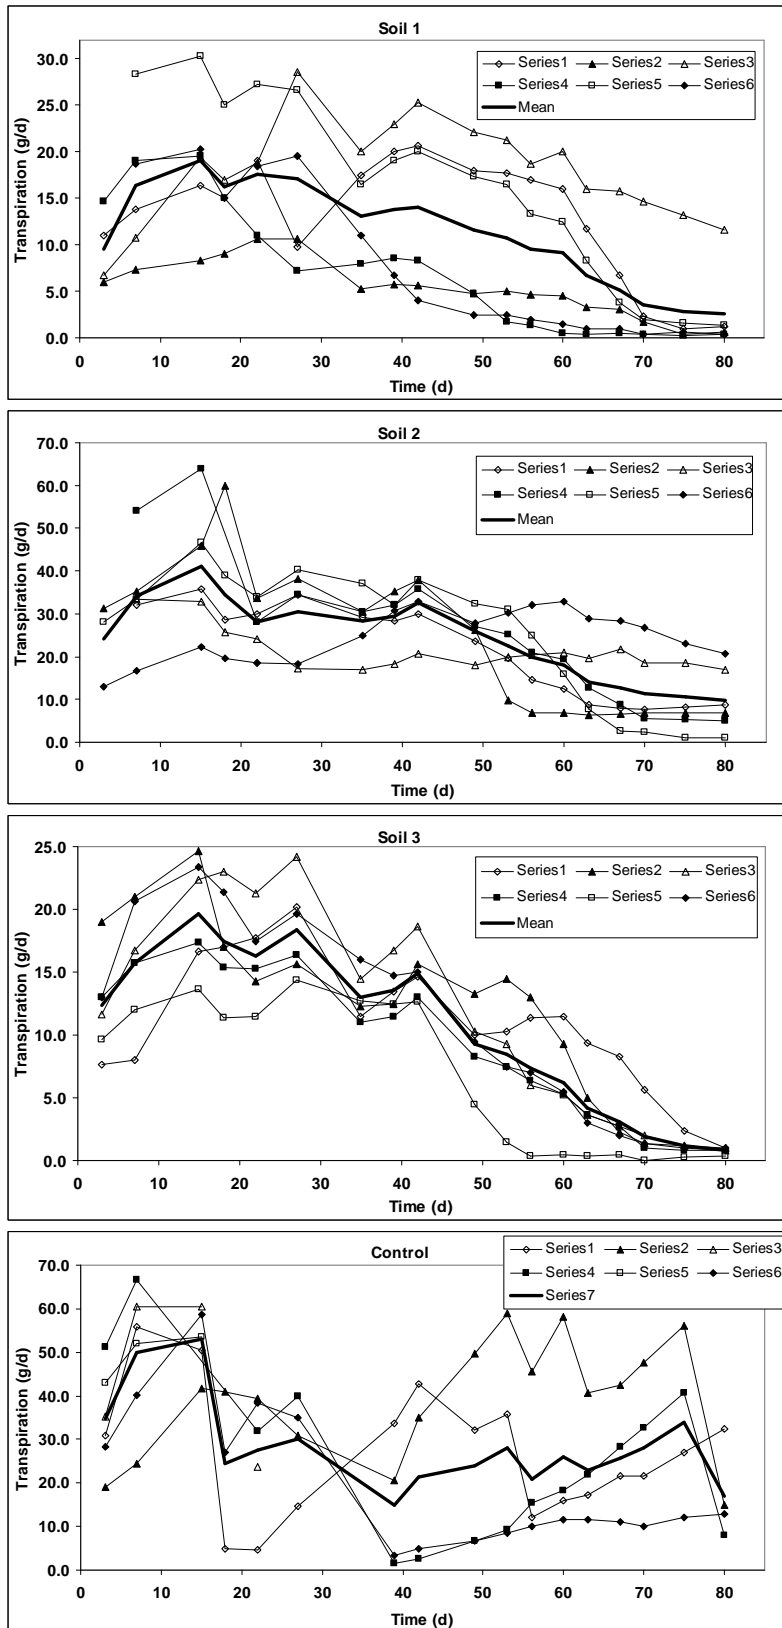 Soil 1
30.0
25.0
20.0
15.0
10.0
5.0
0.0
Transpiration (g/d)
Series1 Series2 Series3
Series4 Series5 Series6
Mean
0 10 20 30 40 50 60 70 80
Time (d)
Soil 2
70.0
60.0
50.0
40.0
30.0
20.0
10.0
0.0
Transpiration (g/d)
Series1 Series2 Series3
Series4 Series5 Series6
Mean
0 10 20 30 40 50 60 70 80
Time (d)
Soil 3
25.0
20.0
15.0
10.0
5.0
0.0
Transpiration (g/d)
Series1 Series2 Series3
Series4 Series5 Series6
Mean
0 10 20 30 40 50 60 70 80
Time (d)
Control
70.0
60.0
50.0
40.0
30.0
20.0
10.0
0.0
Transpiration (g/d)
Series1 Series2 Series3
Series4 Series5 Series6
Series7
0 10 20 30 40 50 60 70 80
Time (d)